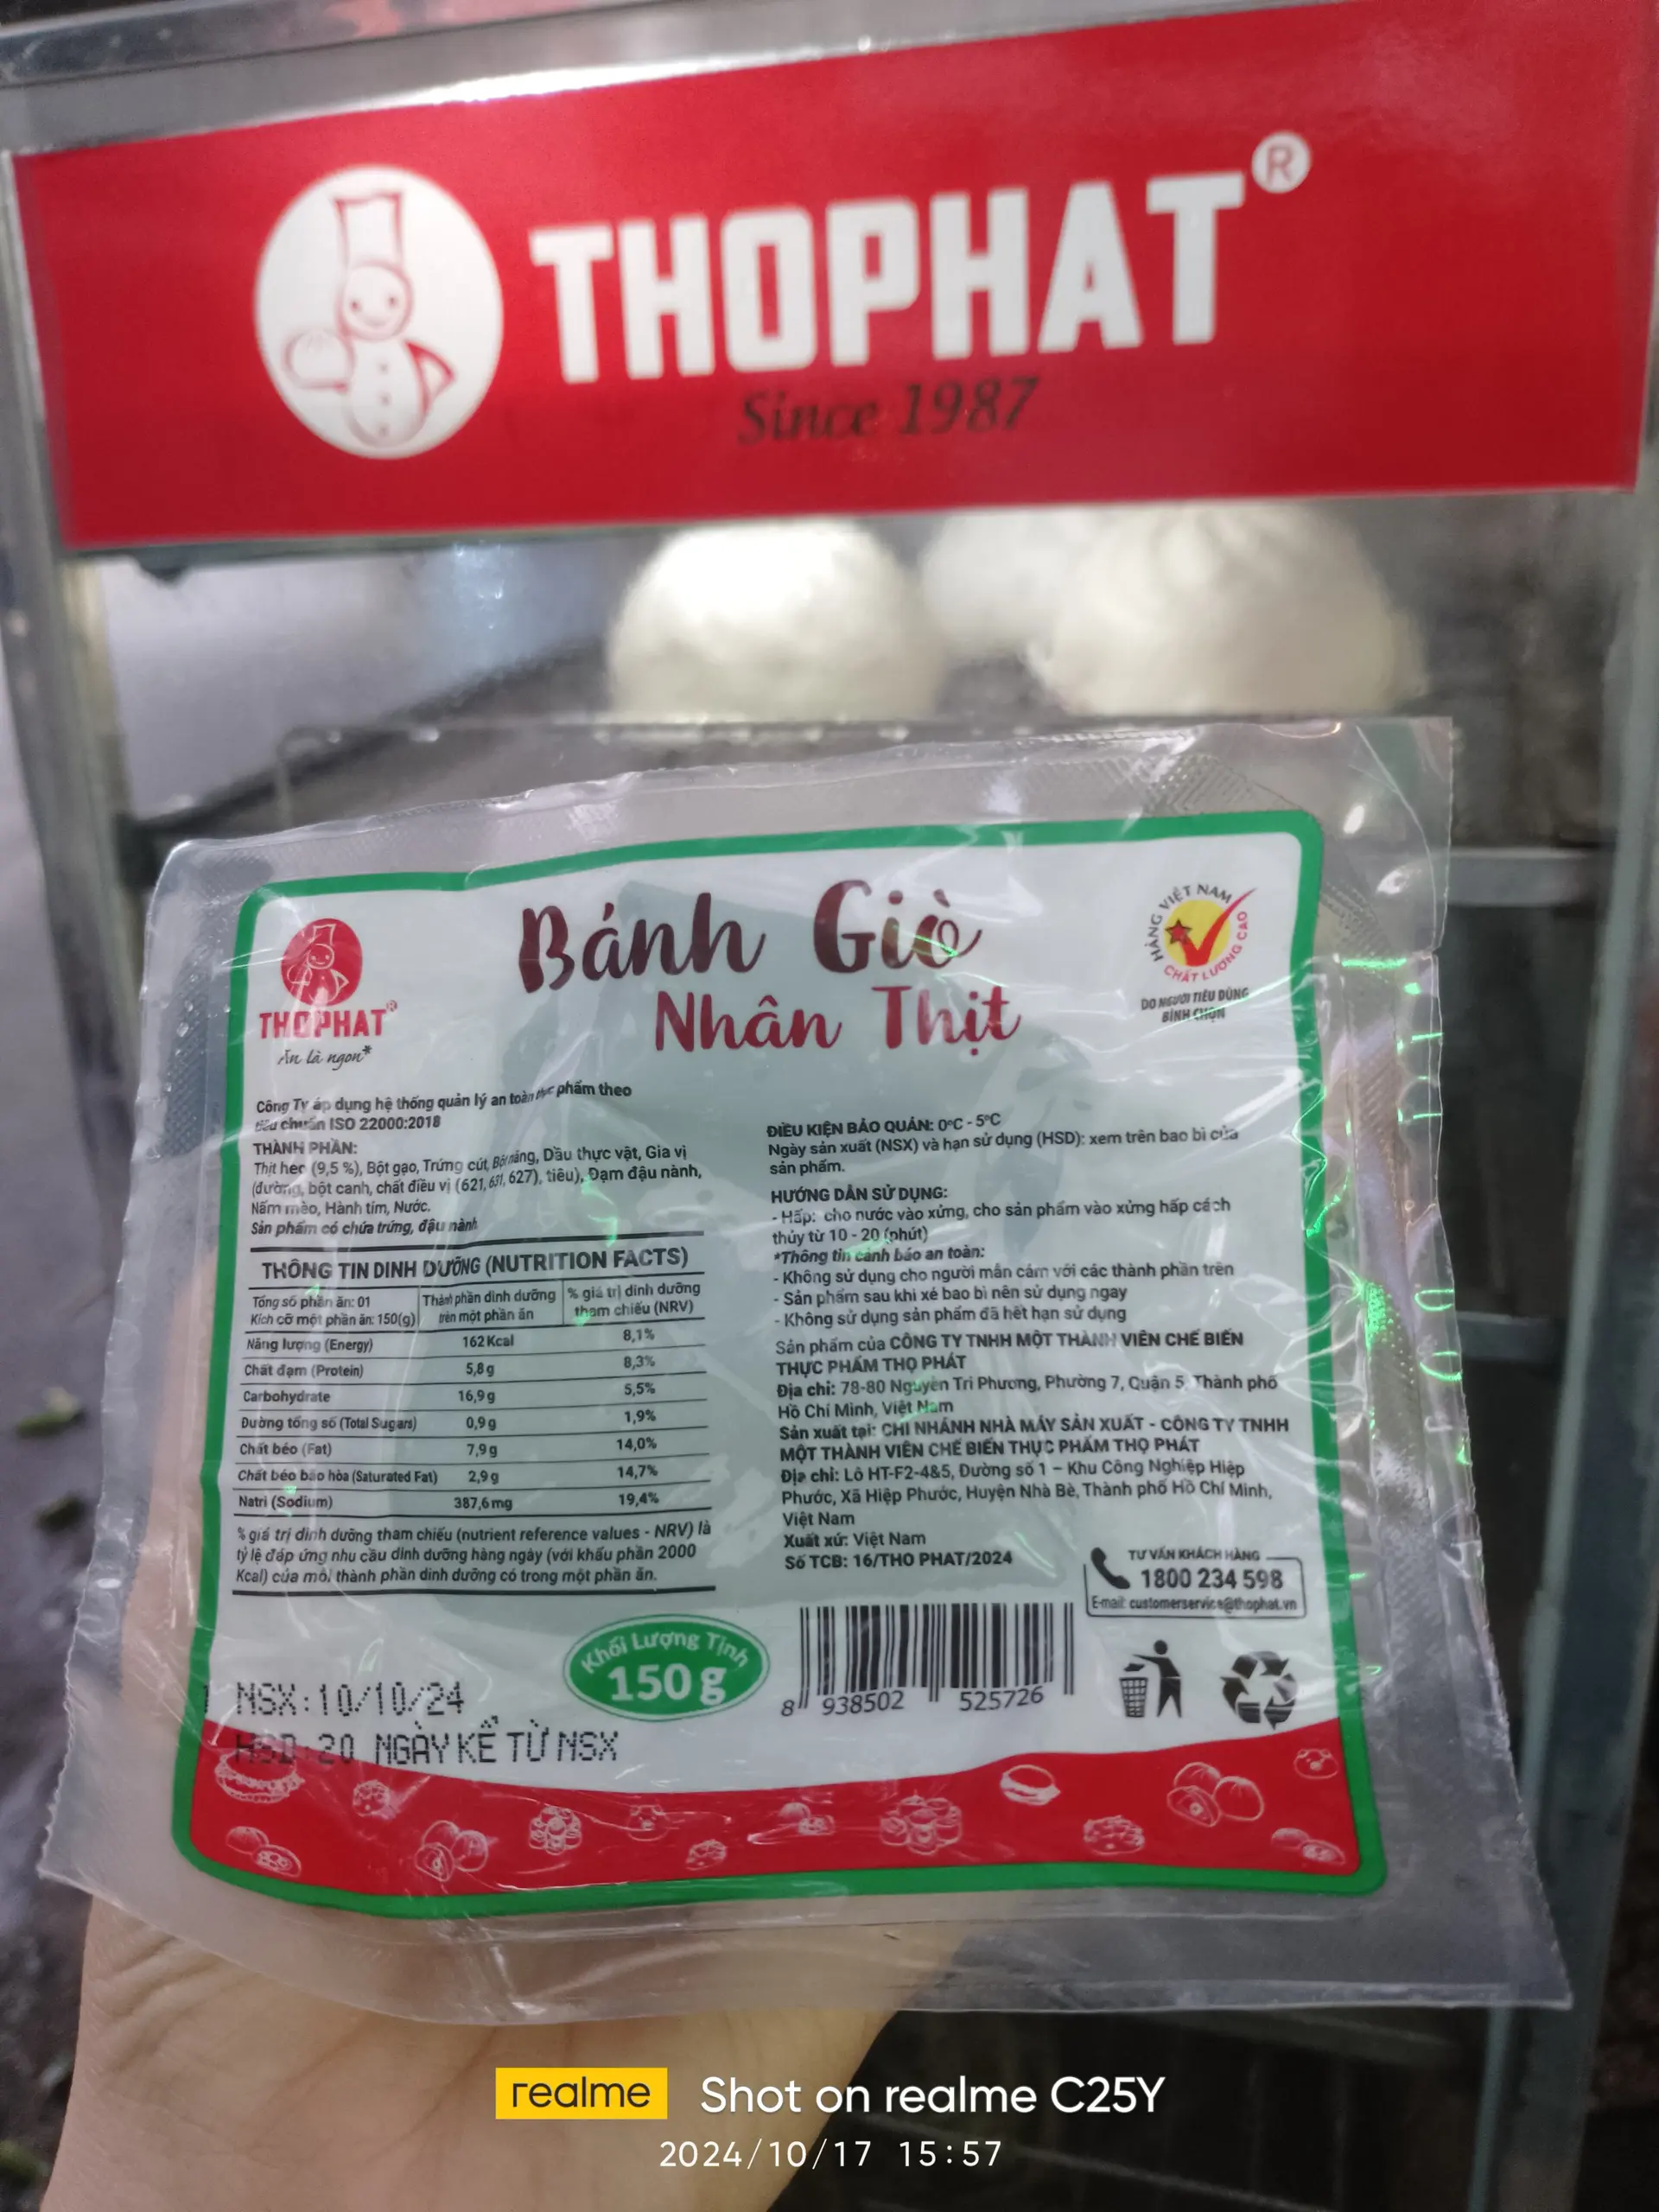 THOPHAT®
Since 1987
Bánh Giò
Nhân Thịt
THOPHAT®
Ăn là ngon*
HÀNG VIỆT NAM
CHẤT LƯỢNG CAO
DO NGƯỜI TIÊU DÙNG
BÌNH CHỌN
Công Ty áp dụng hệ thống quản lý an toàn thực phẩm theo
tiêu chuẩn ISO 22000:2018
THÀNH PHẦN:
Thịt heo (9,5 %), Bột gạo, Trứng cút, Bột năng, Dầu thực vật, Gia vị
(đường, bột canh, chất điều vị (621, 631, 627), tiêu), Đạm đậu nành,
Nấm mèo, Hành tím, Nước.
Sản phẩm có chứa trứng, đậu nành
THÔNG TIN DINH DƯỠNG (NUTRITION FACTS)
Tổng số phần ăn: 01
Kích cỡ một phần ăn: 150(g)
Thành phần dinh dưỡng
trên một phần ăn
% giá trị dinh dưỡng
tham chiếu (NRV)
Năng lượng (Energy) 162 Kcal 8,1%
Chất đạm (Protein) 5,8 g 8,3%
Carbohydrate 16,9 g 5,5%
Đường tổng số (Total Sugars) 0,9 g 1,9%
Chất béo (Fat) 7,9 g 14,0%
Chất béo bão hòa (Saturated Fat) 2,9 g 14,7%
Natri (Sodium) 387,6 mg 19,4%
% giá trị dinh dưỡng tham chiếu (nutrient reference values - NRV) là
tỷ lệ đáp ứng nhu cầu dinh dưỡng hàng ngày (với khẩu phần 2000
Kcal) của mỗi thành phần dinh dưỡng có trong một phần ăn.
ĐIỀU KIỆN BẢO QUẢN: 0°C - 5°C
Ngày sản xuất (NSX) và hạn sử dụng (HSD): xem trên bao bì của
sản phẩm.
HƯỚNG DẪN SỬ DỤNG:
- Hấp: cho nước vào xửng, cho sản phẩm vào xửng hấp cách
thủy từ 10 - 20 (phút)
*Thông tin cảnh báo an toàn:
- Không sử dụng cho người mẫn cảm với các thành phần trên
- Sản phẩm sau khi xé bao bì nên sử dụng ngay
- Không sử dụng sản phẩm đã hết hạn sử dụng
Sản phẩm của CÔNG TY TNHH MỘT THÀNH VIÊN CHẾ BIẾN
THỰC PHẨM THỌ PHÁT
Địa chỉ: 78-80 Nguyễn Tri Phương, Phường 7, Quận 5, Thành phố
Hồ Chí Minh, Việt Nam
Sản xuất tại: CHI NHÁNH NHÀ MÁY SẢN XUẤT - CÔNG TY TNHH
MỘT THÀNH VIÊN CHẾ BIẾN THỰC PHẨM THỌ PHÁT
Địa chỉ: Lô HT-F2-4&5, Đường số 1 – Khu Công Nghiệp Hiệp
Phước, Xã Hiệp Phước, Huyện Nhà Bè, Thành phố Hồ Chí Minh,
Việt Nam
Xuất xứ: Việt Nam
Số TCB: 16/THO PHAT/2024
TƯ VẤN KHÁCH HÀNG
1800 234 598
E-mail: customerservice@thophat.vn
Khối Lượng Tịnh
150 g
8 938502 525726
NSX:10/10/24
HSD:20 NGÀY KỂ TỪ NSX
realme Shot on realme C25Y
2024/10/17 15:57